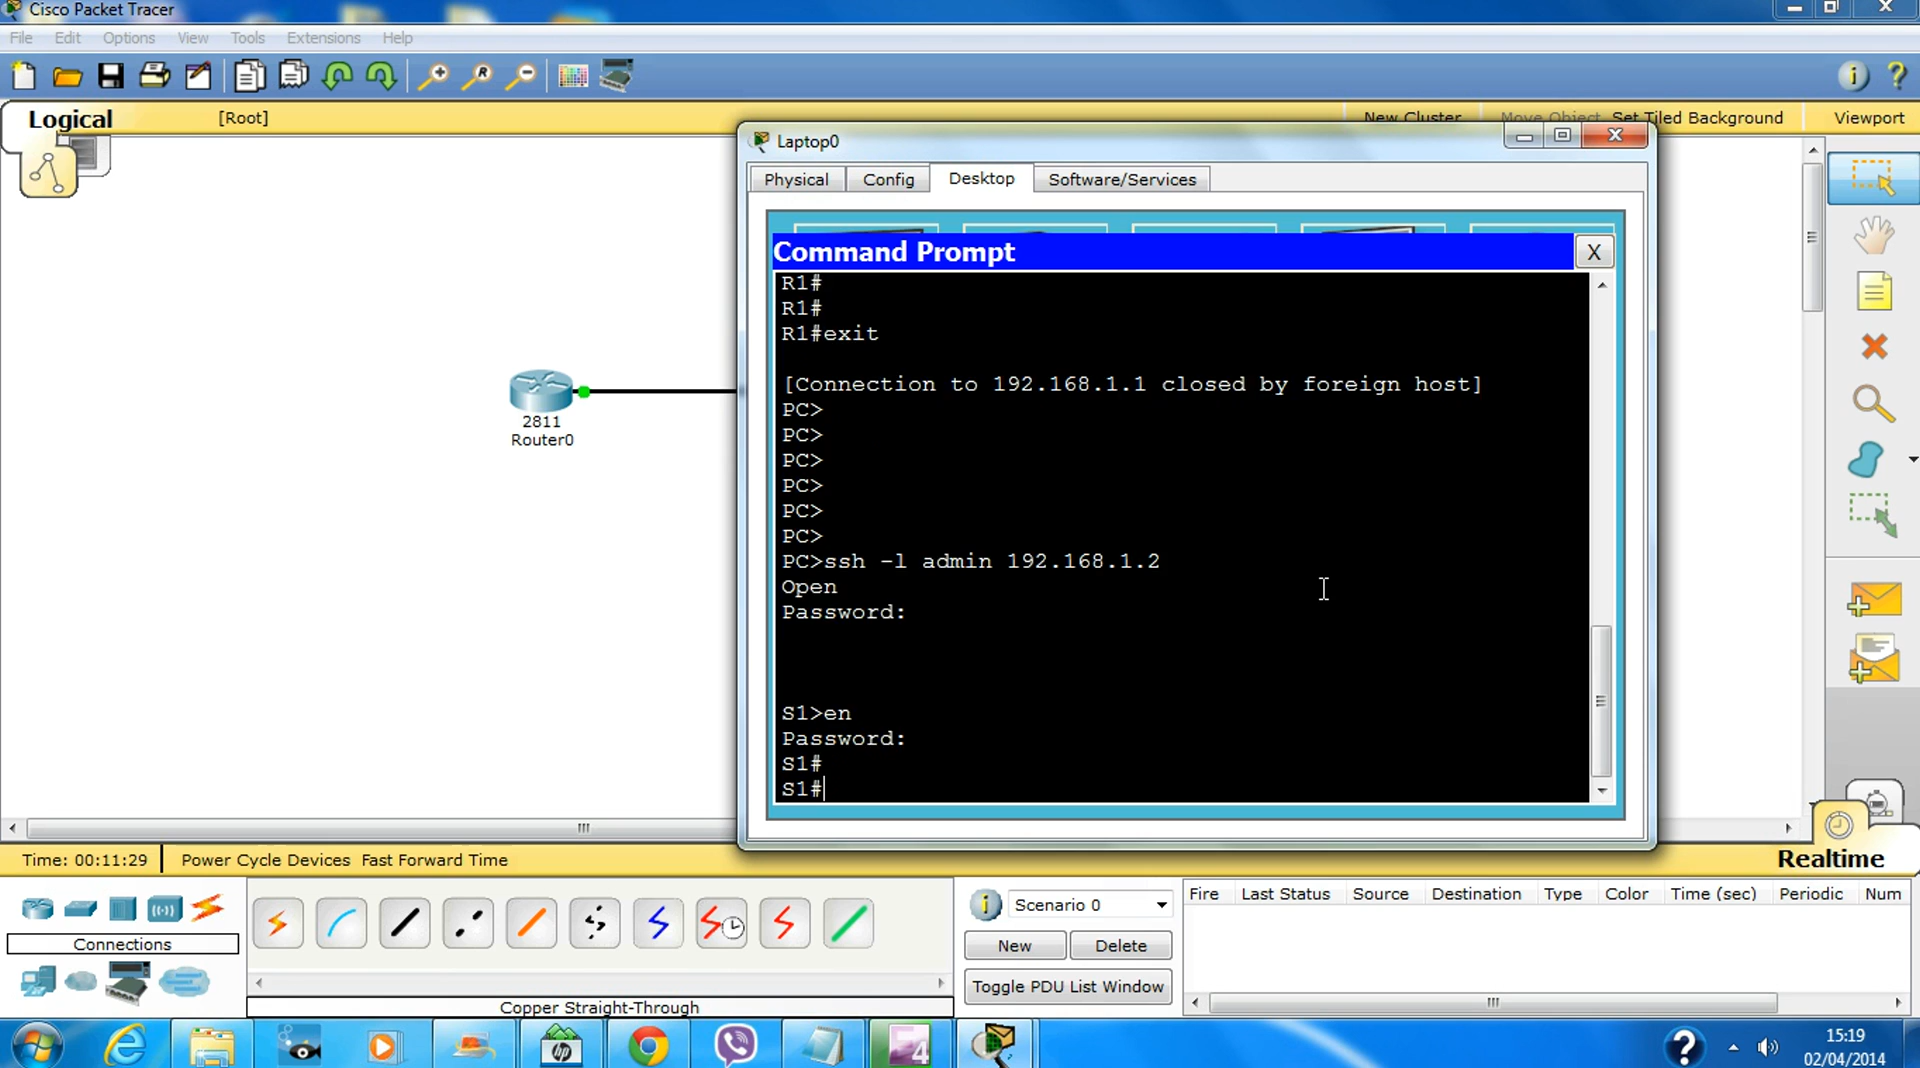 Cisco Packet Tracer
File Edit Options View Tools Extensions Help
Logical [Root] New Cluster Move Object Set Tiled Background Viewport
Laptop0
Physical Config Desktop Software/Services
Command Prompt X
R1#
R1#
R1#exit
[Connection to 192.168.1.1 closed by foreign host]
PC>
PC>
PC>
PC>
PC>
PC>
PC>ssh -l admin 192.168.1.2
Open
Password:
S1>en
Password:
S1#
S1#
2811
Router0
Time: 00:11:29 Power Cycle Devices Fast Forward Time Realtime
Connections
Copper Straight-Through
Scenario 0
New Delete
Toggle PDU List Window
Fire Last Status Source Destination Type Color Time (sec) Periodic Num
15:19
02/04/2014